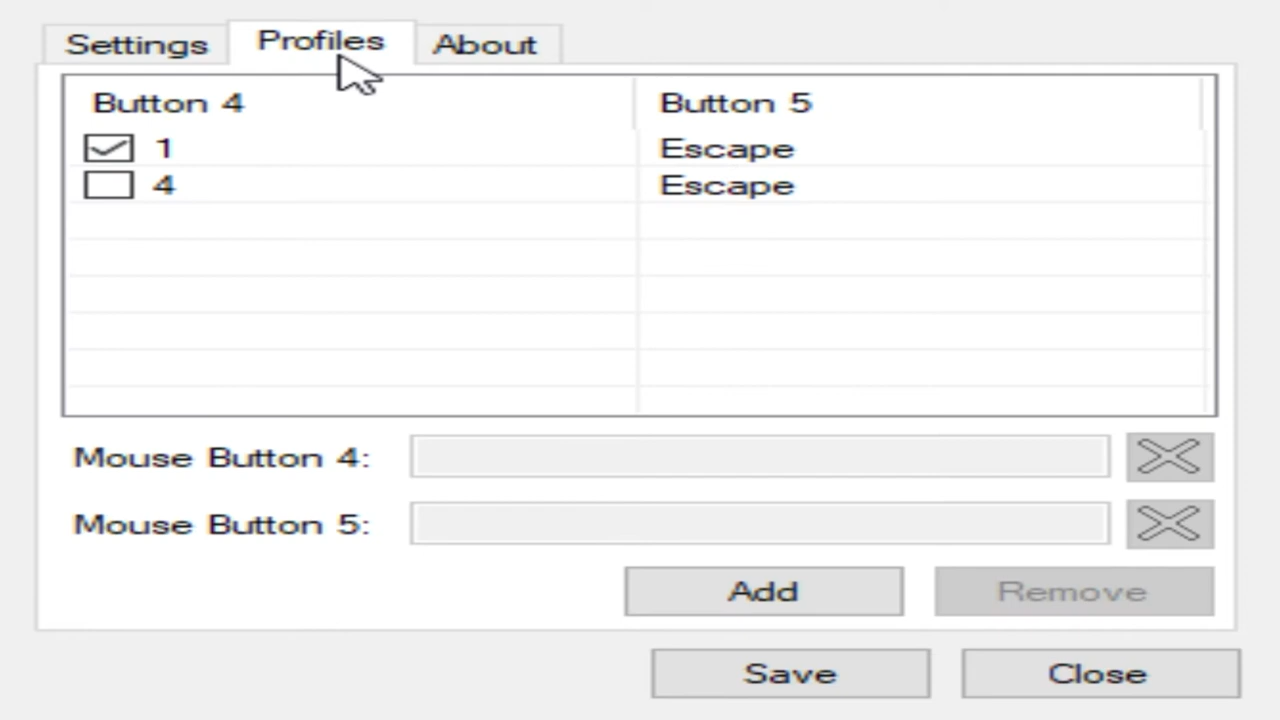 Settings Profiles About
Button 4 Button 5
1 Escape
4 Escape
Mouse Button 4:
Mouse Button 5:
Add Remove
Save Close